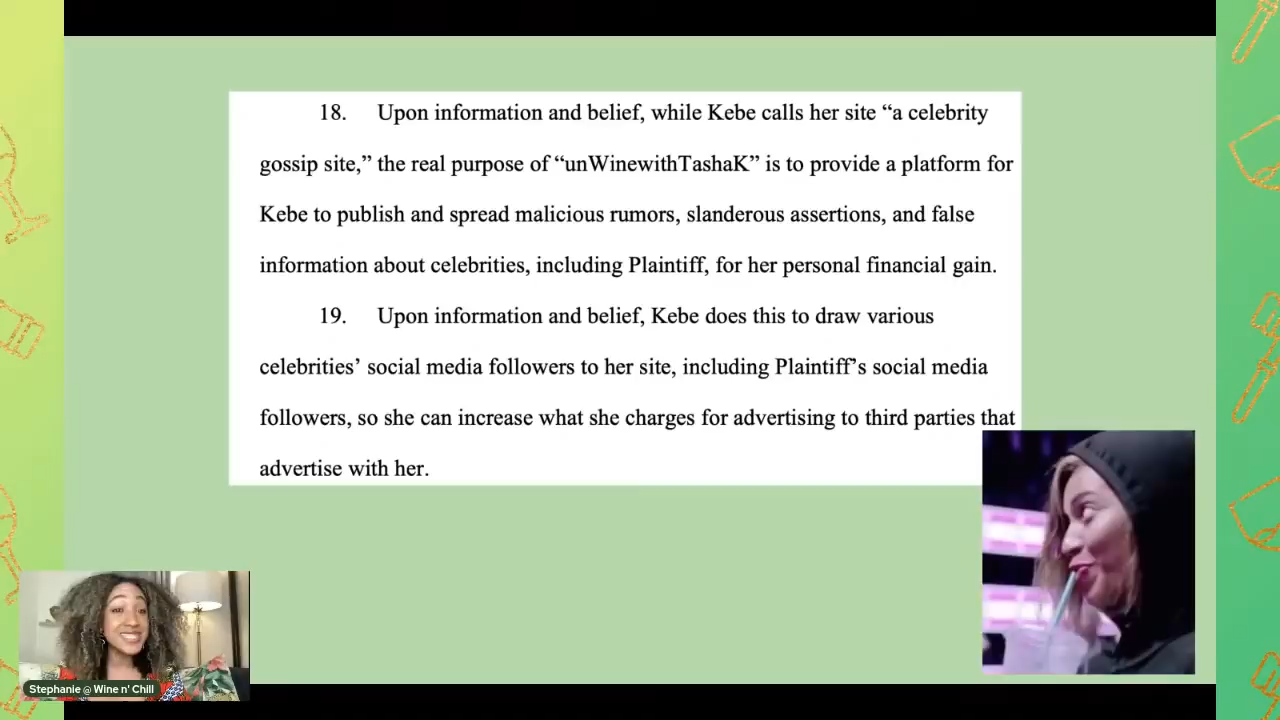 18. Upon information and belief, while Kebe calls her site “a celebrity
gossip site,” the real purpose of “unWinewithTashaK” is to provide a platform for
Kebe to publish and spread malicious rumors, slanderous assertions, and false
information about celebrities, including Plaintiff, for her personal financial gain.
19. Upon information and belief, Kebe does this to draw various
celebrities’ social media followers to her site, including Plaintiff’s social media
followers, so she can increase what she charges for advertising to third parties that
advertise with her.
Stephanie @ Wine n' Chill